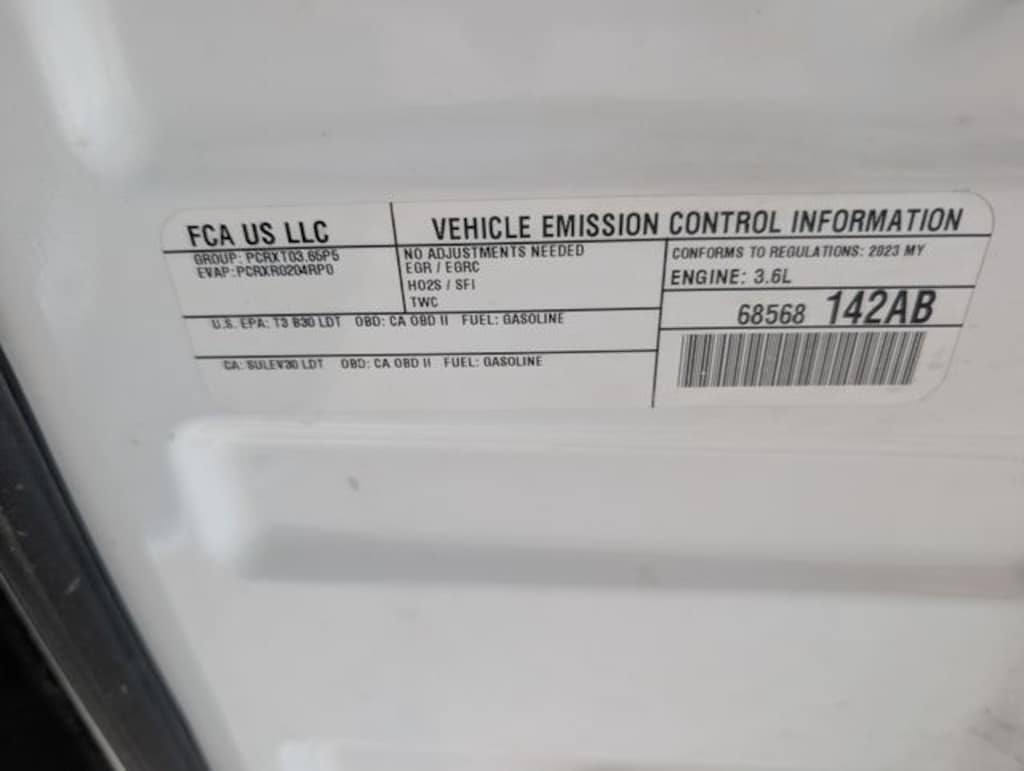 FCA US LLC
VEHICLE EMISSION CONTROL INFORMATION
GROUP: PCRXT03.65P5
EVAP: PCRXR0204RP0
NO ADJUSTMENTS NEEDED
EGR / EGRC
HO2S / SFI
TWC
CONFORMS TO REGULATIONS: 2023 MY
ENGINE: 3.6L
68568 142AB
U.S. EPA: T3 B30 LDT OBD: CA OBD II FUEL: GASOLINE
CA: SULEV30 LDT OBD: CA OBD II FUEL: GASOLINE